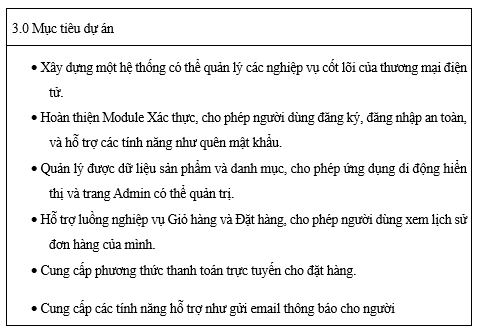 3.0 Mục tiêu dự án
• Xây dựng một hệ thống có thể quản lý các nghiệp vụ cốt lõi của thương mại điện
tử.
• Hoàn thiện Module Xác thực, cho phép người dùng đăng ký, đăng nhập an toàn,
và hỗ trợ các tính năng như quên mật khẩu.
• Quản lý được dữ liệu sản phẩm và danh mục, cho phép ứng dụng di động hiển
thị và trang Admin có thể quản trị.
• Hỗ trợ luồng nghiệp vụ Giỏ hàng và Đặt hàng, cho phép người dùng xem lịch sử
đơn hàng của mình.
• Cung cấp phương thức thanh toán trực tuyến cho đặt hàng.
• Cung cấp các tính năng hỗ trợ như gửi email thông báo cho người